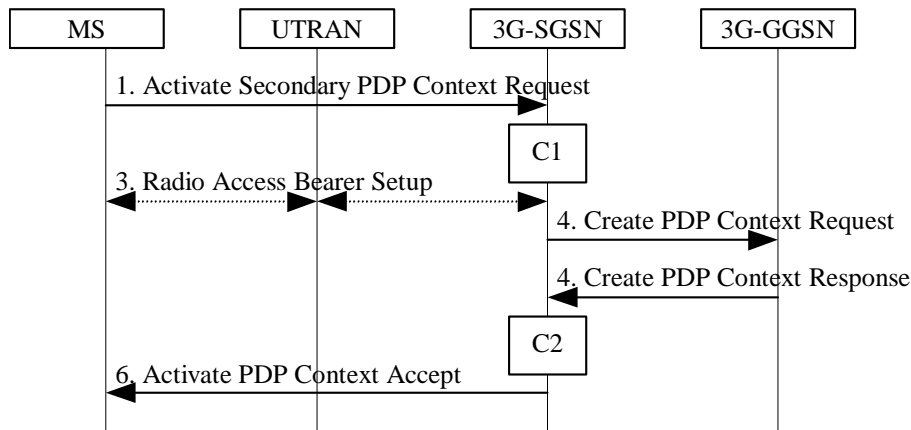 MS
UTRAN
3G-SGSN
3G-GGSN
1. Activate Secondary PDP Context Request
C1
3. Radio Access Bearer Setup
4. Create PDP Context Request
4. Create PDP Context Response
C2
6. Activate PDP Context Accept